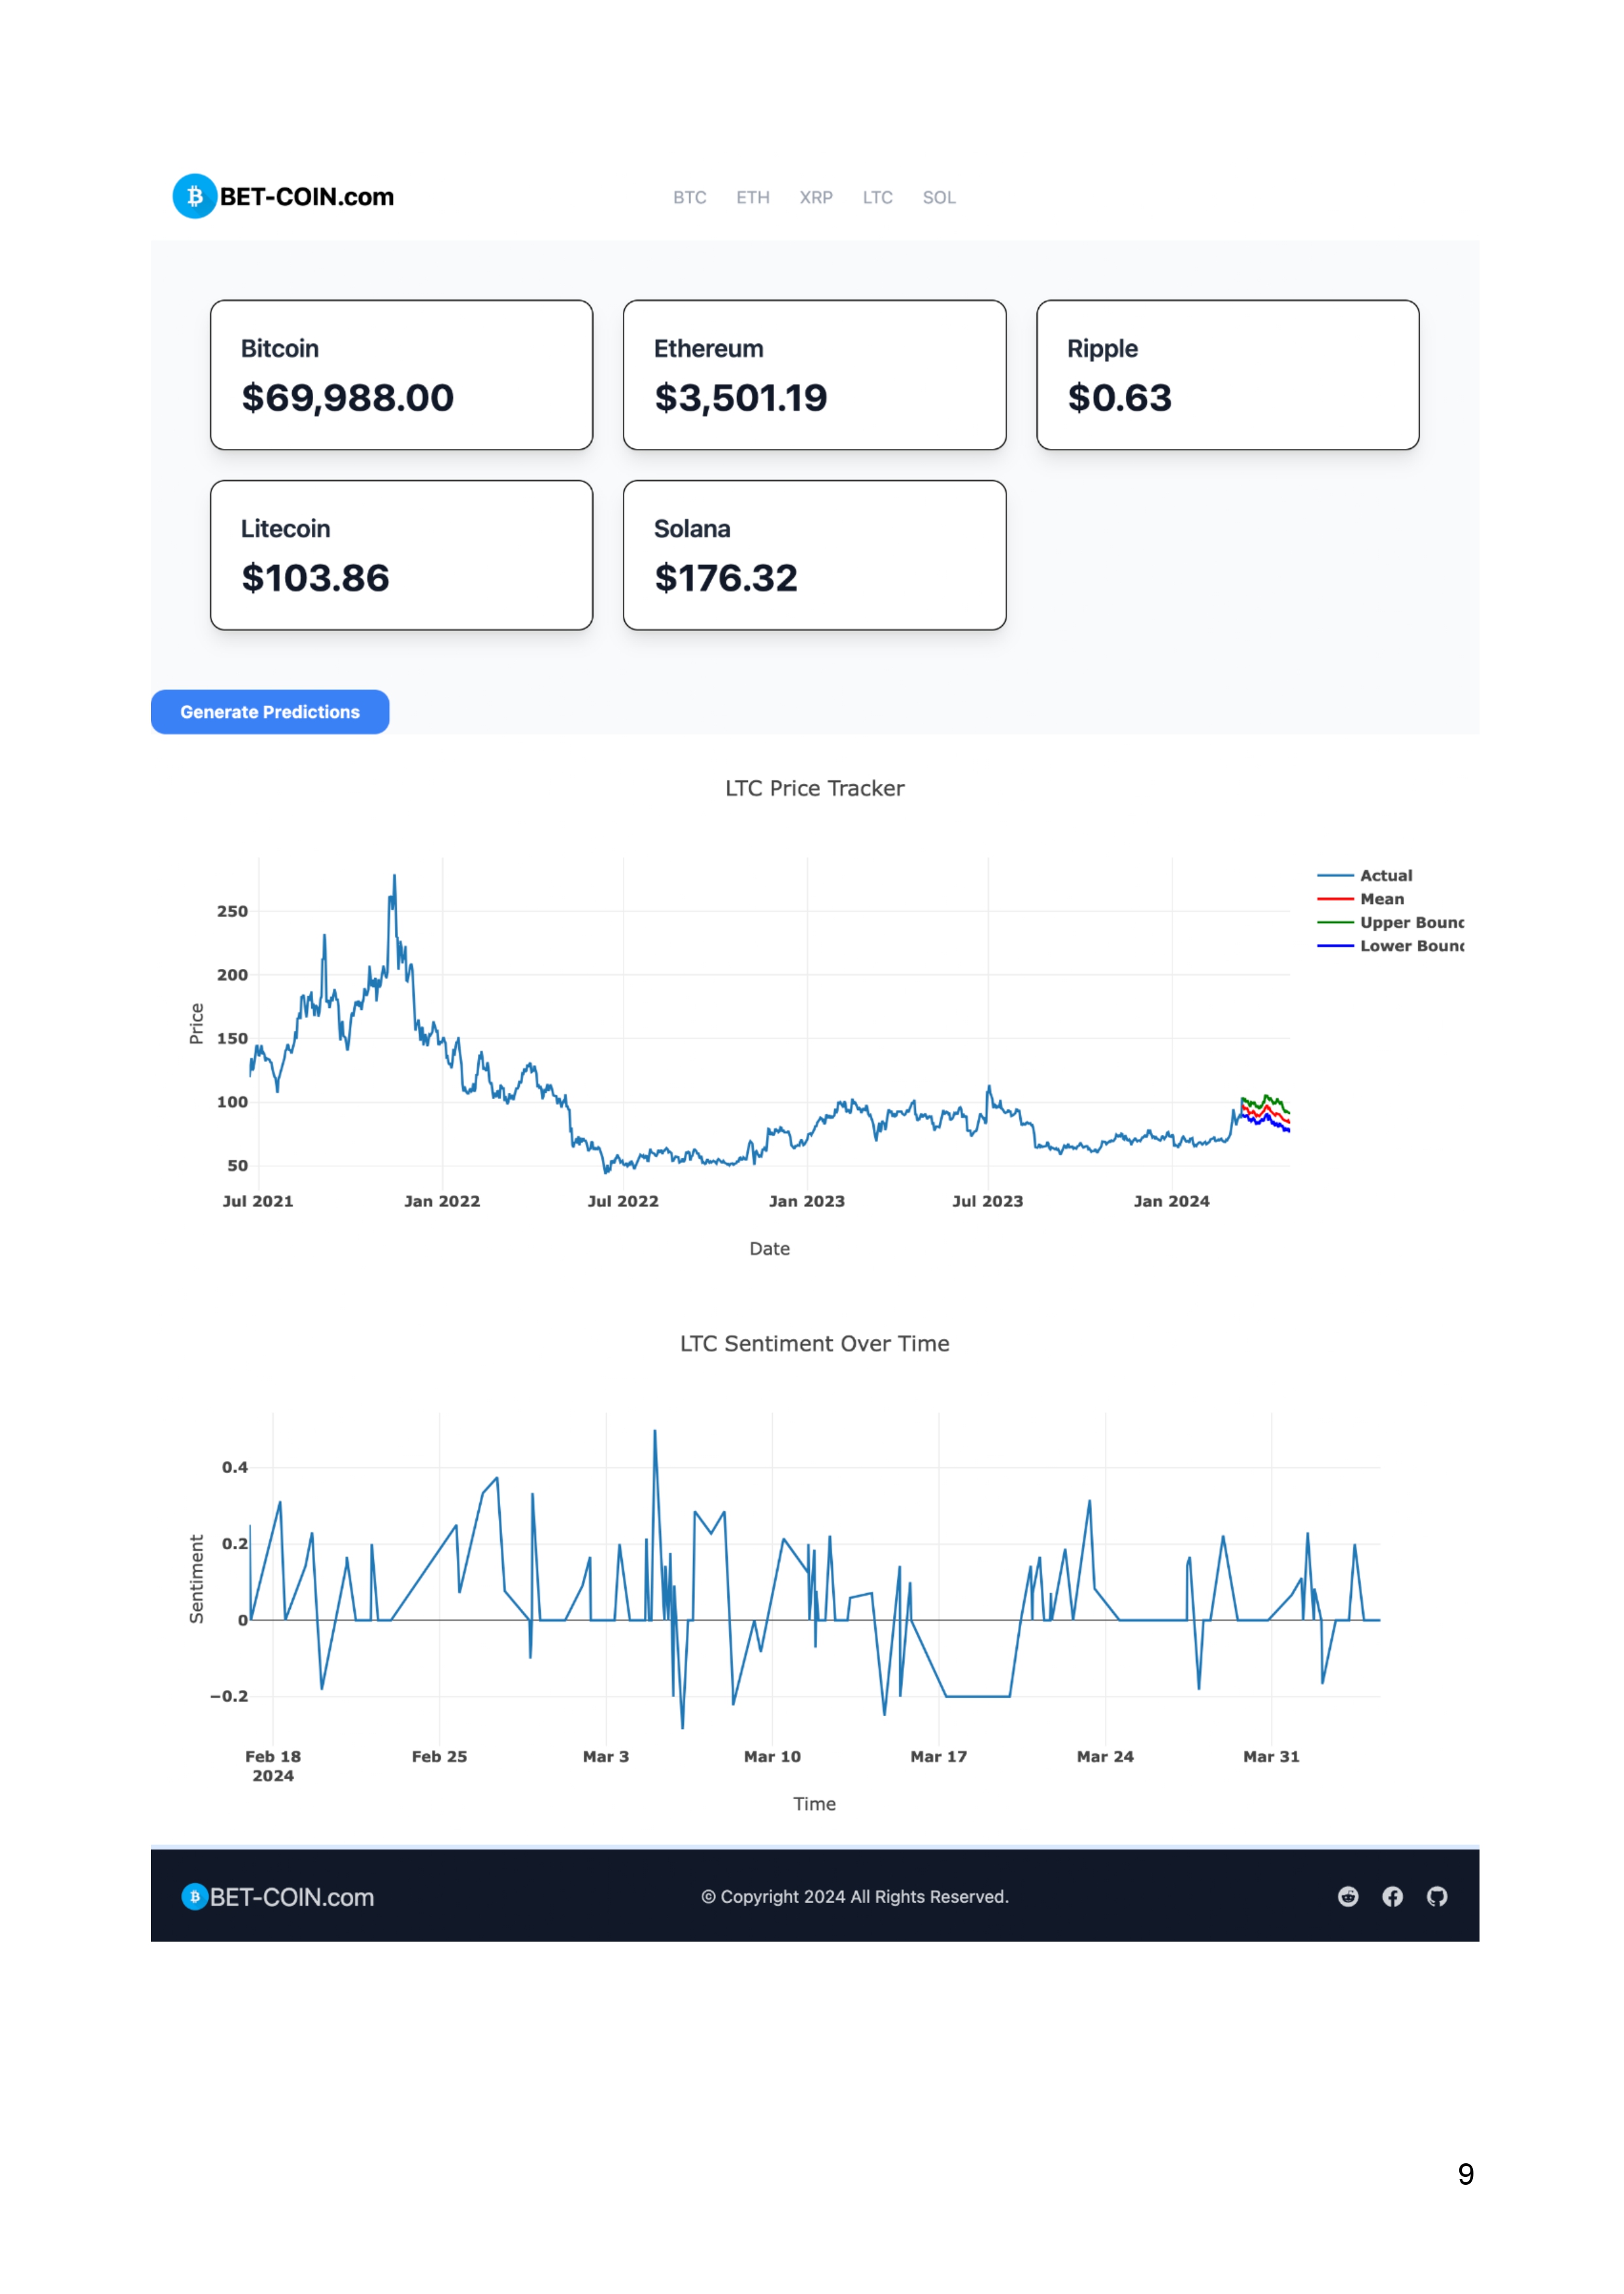 BET-COIN.com
BTC ETH XRP LTC SOL
Bitcoin
$69,988.00
Ethereum
$3,501.19
Ripple
$0.63
Litecoin
$103.86
Solana
$176.32
Generate Predictions
LTC Price Tracker
Actual
Mean
Upper Bounc
Lower Bounc
Price
250
200
150
100
50
Jul 2021 Jan 2022 Jul 2022 Jan 2023 Jul 2023 Jan 2024
Date
LTC Sentiment Over Time
Sentiment
0.4
0.2
0
−0.2
Feb 18 Feb 25 Mar 3 Mar 10 Mar 17 Mar 24 Mar 31
2024
Time
BET-COIN.com
© Copyright 2024 All Rights Reserved.
9